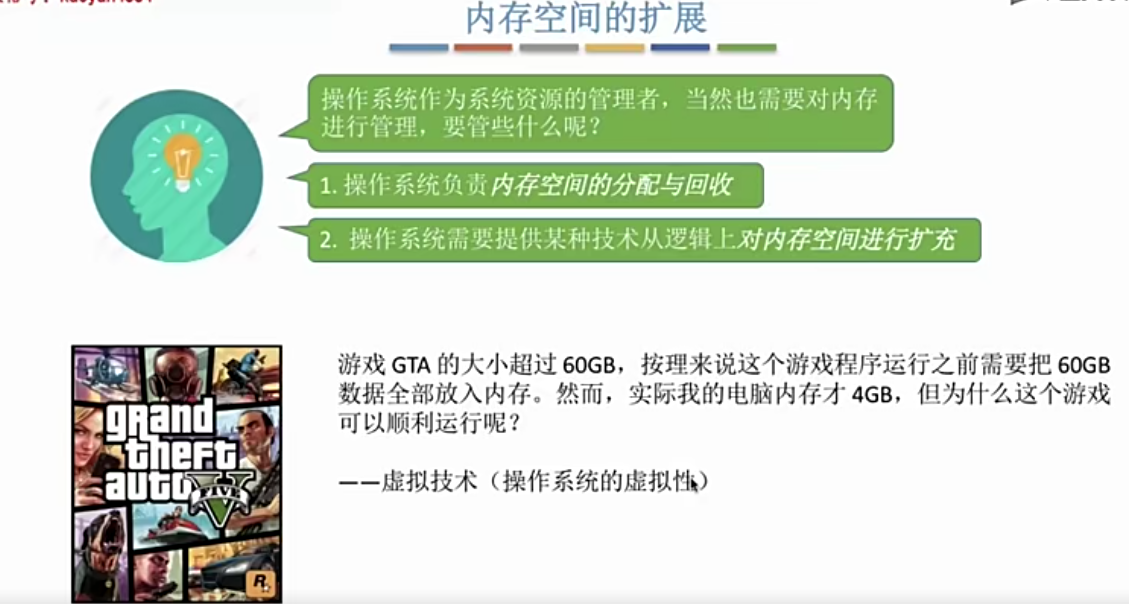 内存空间的扩展
操作系统作为系统资源的管理者，当然也需要对内存
进行管理，要管些什么呢？
1. 操作系统负责内存空间的分配与回收
2. 操作系统需要提供某种技术从逻辑上对内存空间进行扩充
游戏 GTA 的大小超过 60GB，按理来说这个游戏程序运行之前需要把 60GB
数据全部放入内存。然而，实际我的电脑内存才 4GB，但为什么这个游戏
可以顺利运行呢？
——虚拟技术（操作系统的虚拟性）
grand
theft
auto
FIVE
V
R